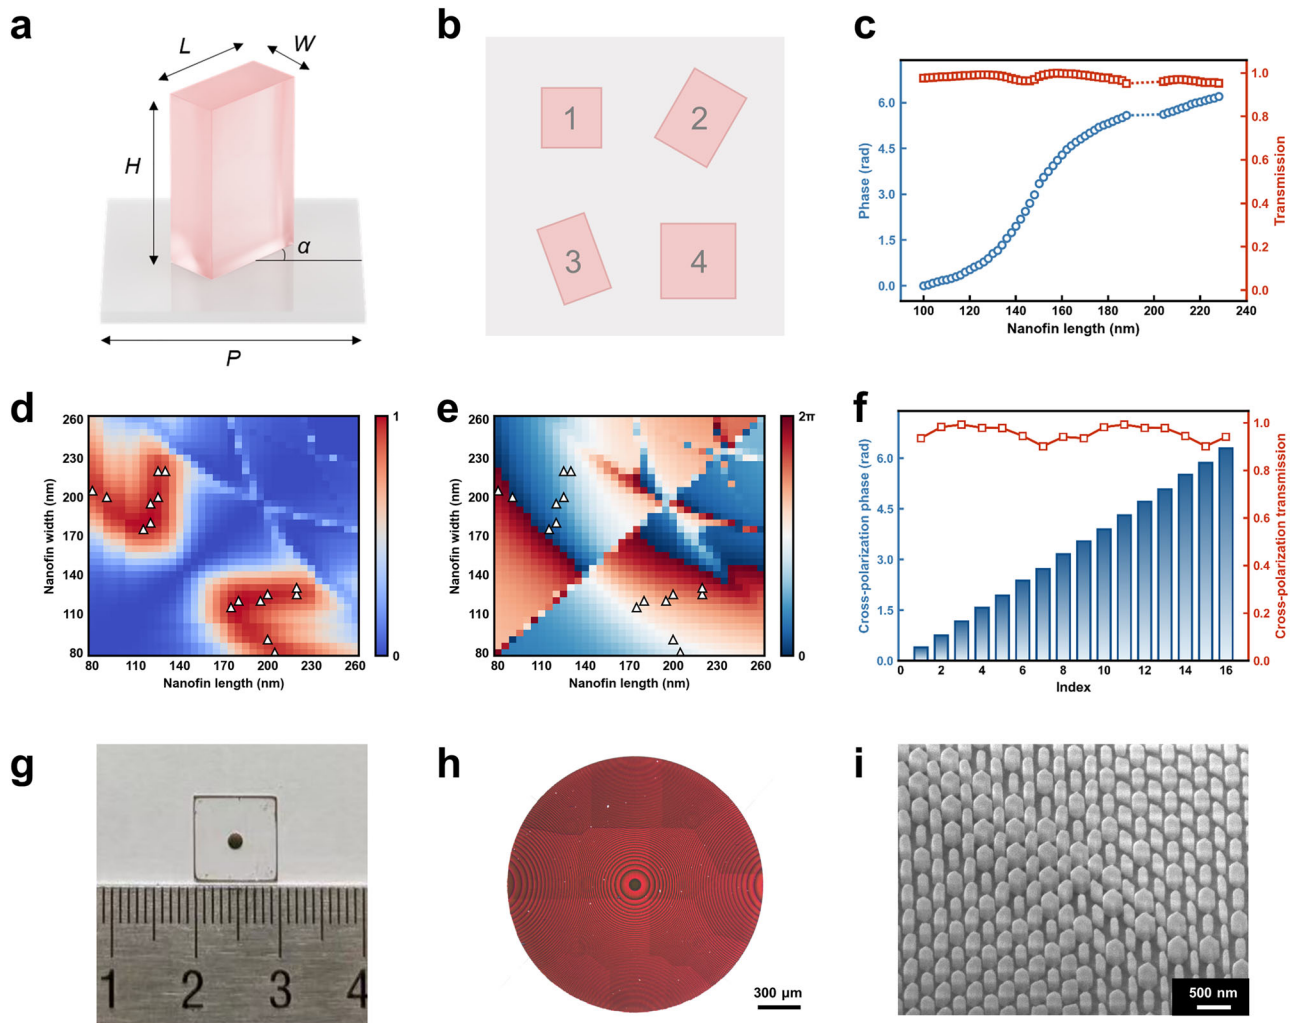 a
L
W
H
α
P
b
1
2
3
4
c
Phase (rad)
6.0
4.5
3.0
1.5
0.0
1.0
0.8
0.6
0.4
0.2
0.0
Transmission
100 120 140 160 180 200 220 240
Nanofin length (nm)
d
Nanofin width (nm)
260
230
200
170
140
110
80
80 110 140 170 200 230 260
Nanofin length (nm)
1
0
e
Nanofin width (nm)
260
230
200
170
140
110
80
80 110 140 170 200 230 260
Nanofin length (nm)
2π
0
f
Cross-polarization phase (rad)
6.0
4.5
3.0
1.5
0.0
1.0
0.8
0.6
0.4
0.2
0.0
Cross-polarization transmission
0 2 4 6 8 10 12 14 16
Index
g
1 2 3 4
h
300 μm
i
500 nm